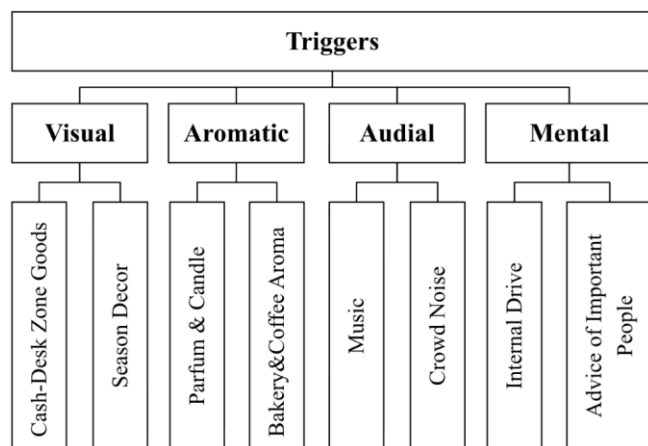 Triggers
Visual
Aromatic
Audial
Mental
Cash-Desk Zone Goods
Season Decor
Parfum & Candle
Bakery&Coffee Aroma
Music
Crowd Noise
Internal Drive
Advice of Important
People